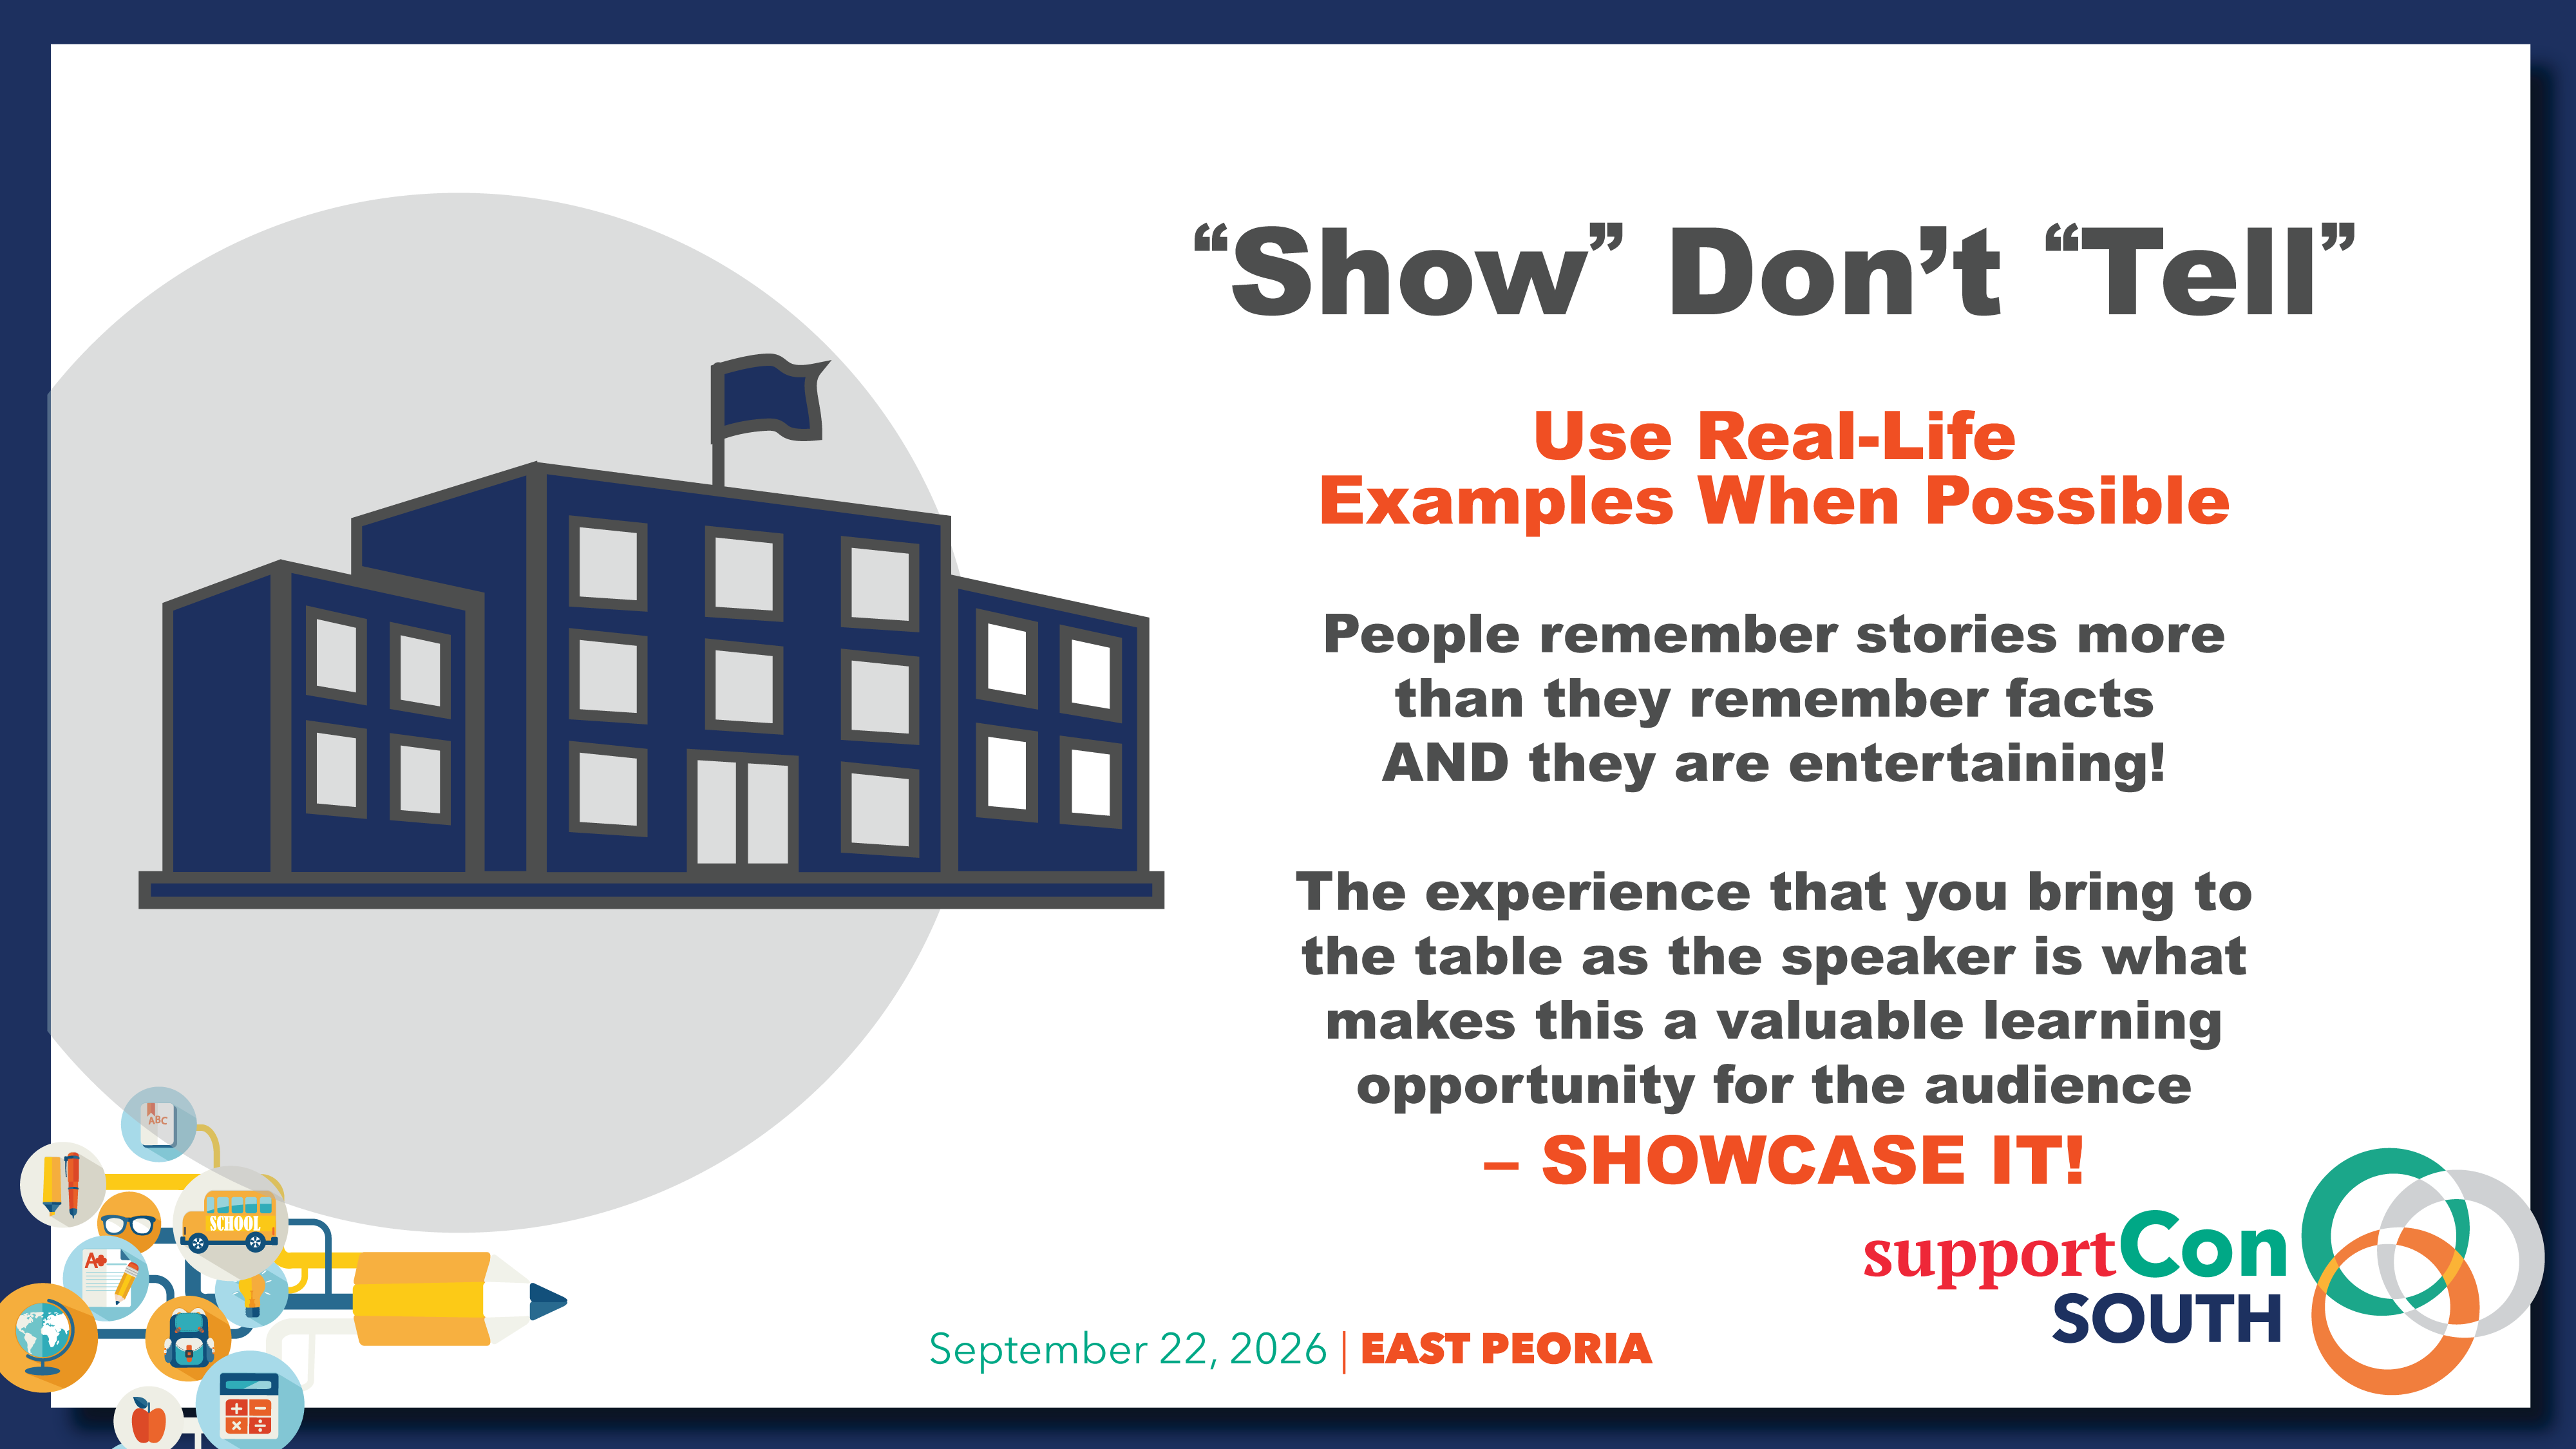 “Show” Don’t “Tell”
Use Real-Life
Examples When Possible
People remember stories more
than they remember facts
AND they are entertaining!
The experience that you bring to
the table as the speaker is what
makes this a valuable learning
opportunity for the audience
– SHOWCASE IT!
ABC
SCHOOL
A+
September 22, 2026 | EAST PEORIA
supportCon
SOUTH
+ −
× ÷